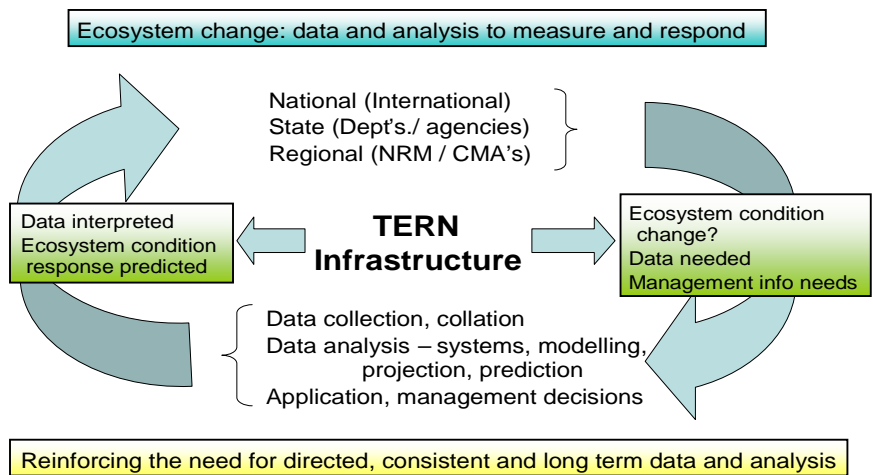 Ecosystem change: data and analysis to measure and respond
National (International)
State (Dept's./ agencies)
Regional (NRM / CMA's)
Data interpreted
Ecosystem condition
response predicted
TERN
Infrastructure
Ecosystem condition
change?
Data needed
Management info needs
Data collection, collation
Data analysis – systems, modelling,
projection, prediction
Application, management decisions
Reinforcing the need for directed, consistent and long term data and analysis